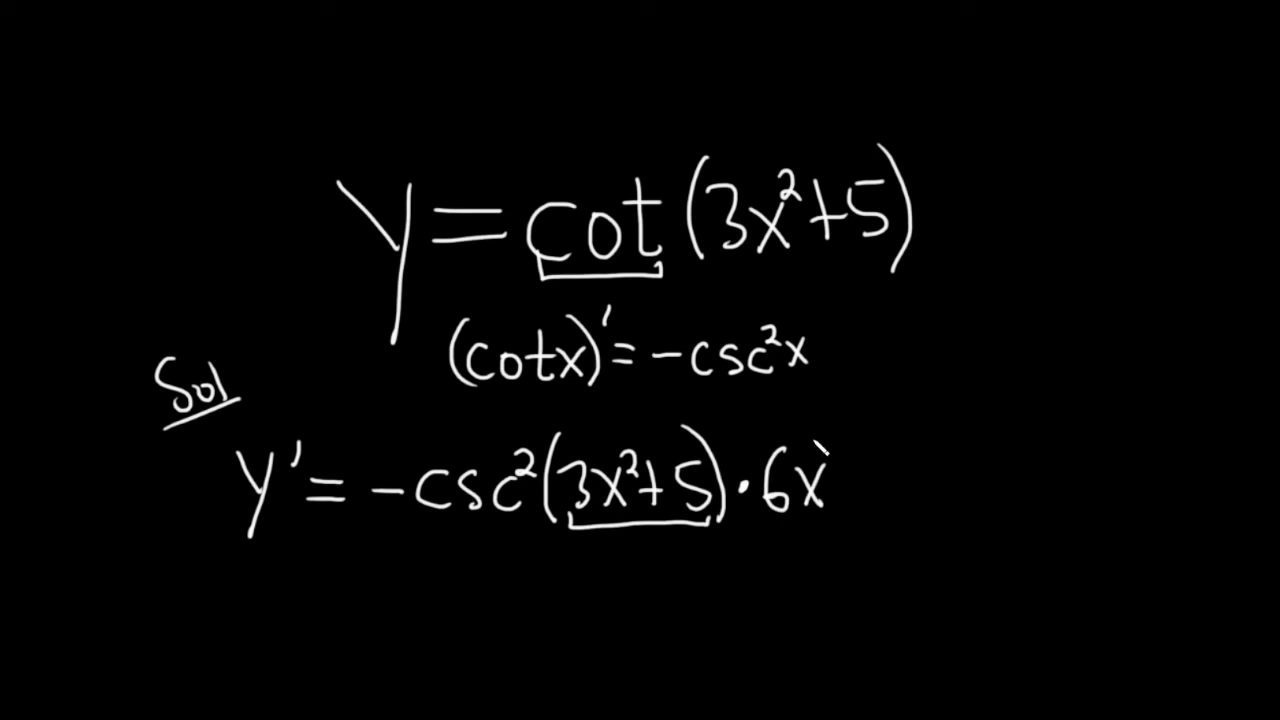 y = cot (3x²+5)
(cotx)' = -csc²x
Sol
y' = -csc²(3x²+5) · 6x